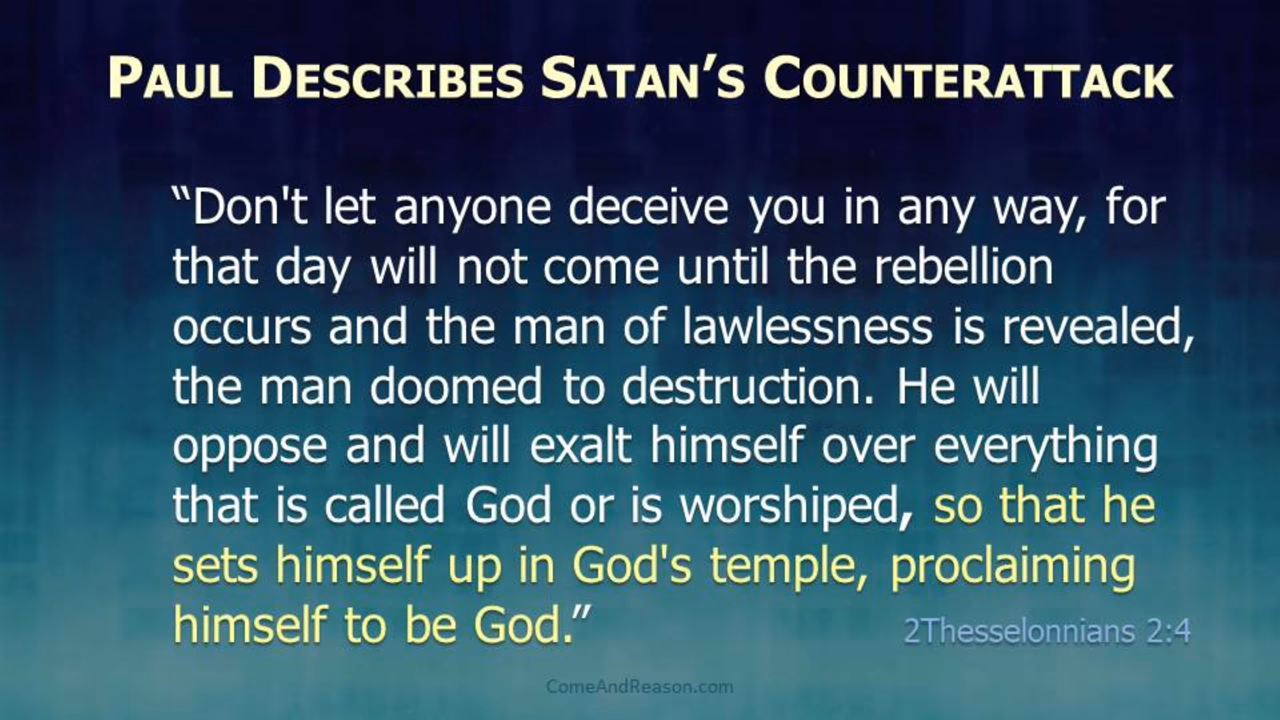 PAUL DESCRIBES SATAN’S COUNTERATTACK
“Don't let anyone deceive you in any way, for
that day will not come until the rebellion
occurs and the man of lawlessness is revealed,
the man doomed to destruction. He will
oppose and will exalt himself over everything
that is called God or is worshiped, so that he
sets himself up in God's temple, proclaiming
himself to be God.”
2Thesselonnians 2:4
ComeAndReason.com